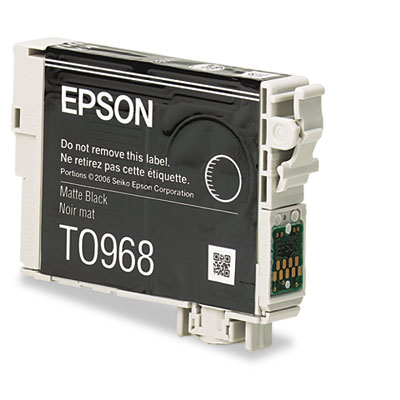 EPSON
Do not remove this label.
Ne retirez pas cette étiquette.
Portions ©2006 Seiko Epson Corporation
Matte Black
Noir mat
T0968